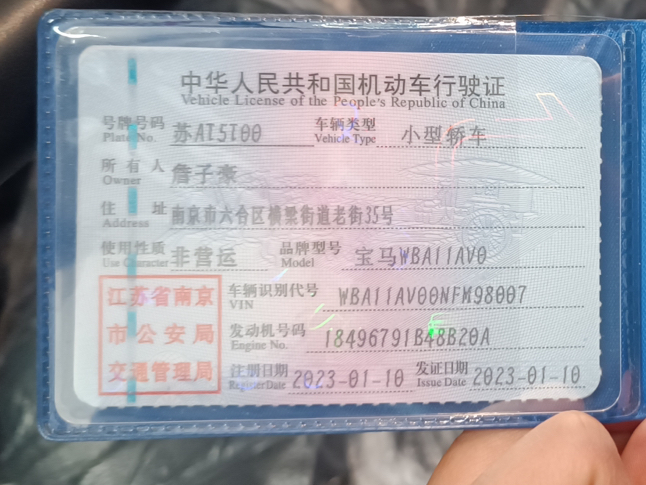 中华人民共和国机动车行驶证
Vehicle License of the People's Republic of China
号牌号码 苏AT5T00 车辆类型 小型轿车
Plate No. Vehicle Type
所有人 詹子豪
Owner
住址 南京市六合区横梁街道老街35号
Address
使用性质 非营运 品牌型号 宝马WBA11AV0
Use Character Model
江苏省南京
市公安局
交通管理局
车辆识别代号 WBA11AV00NFM98007
VIN
发动机号码 18496791B48B20A
Engine No.
注册日期 2023-01-10 发证日期 2023-01-10
Register Date Issue Date